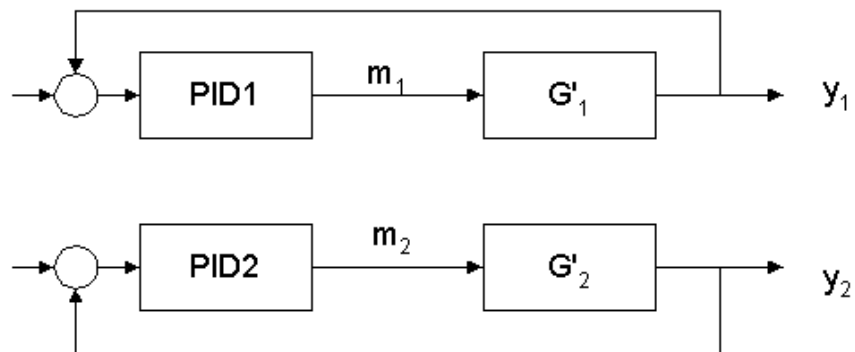 PID1 m₁ G'₁ y₁
PID2 m₂ G'₂ y₂